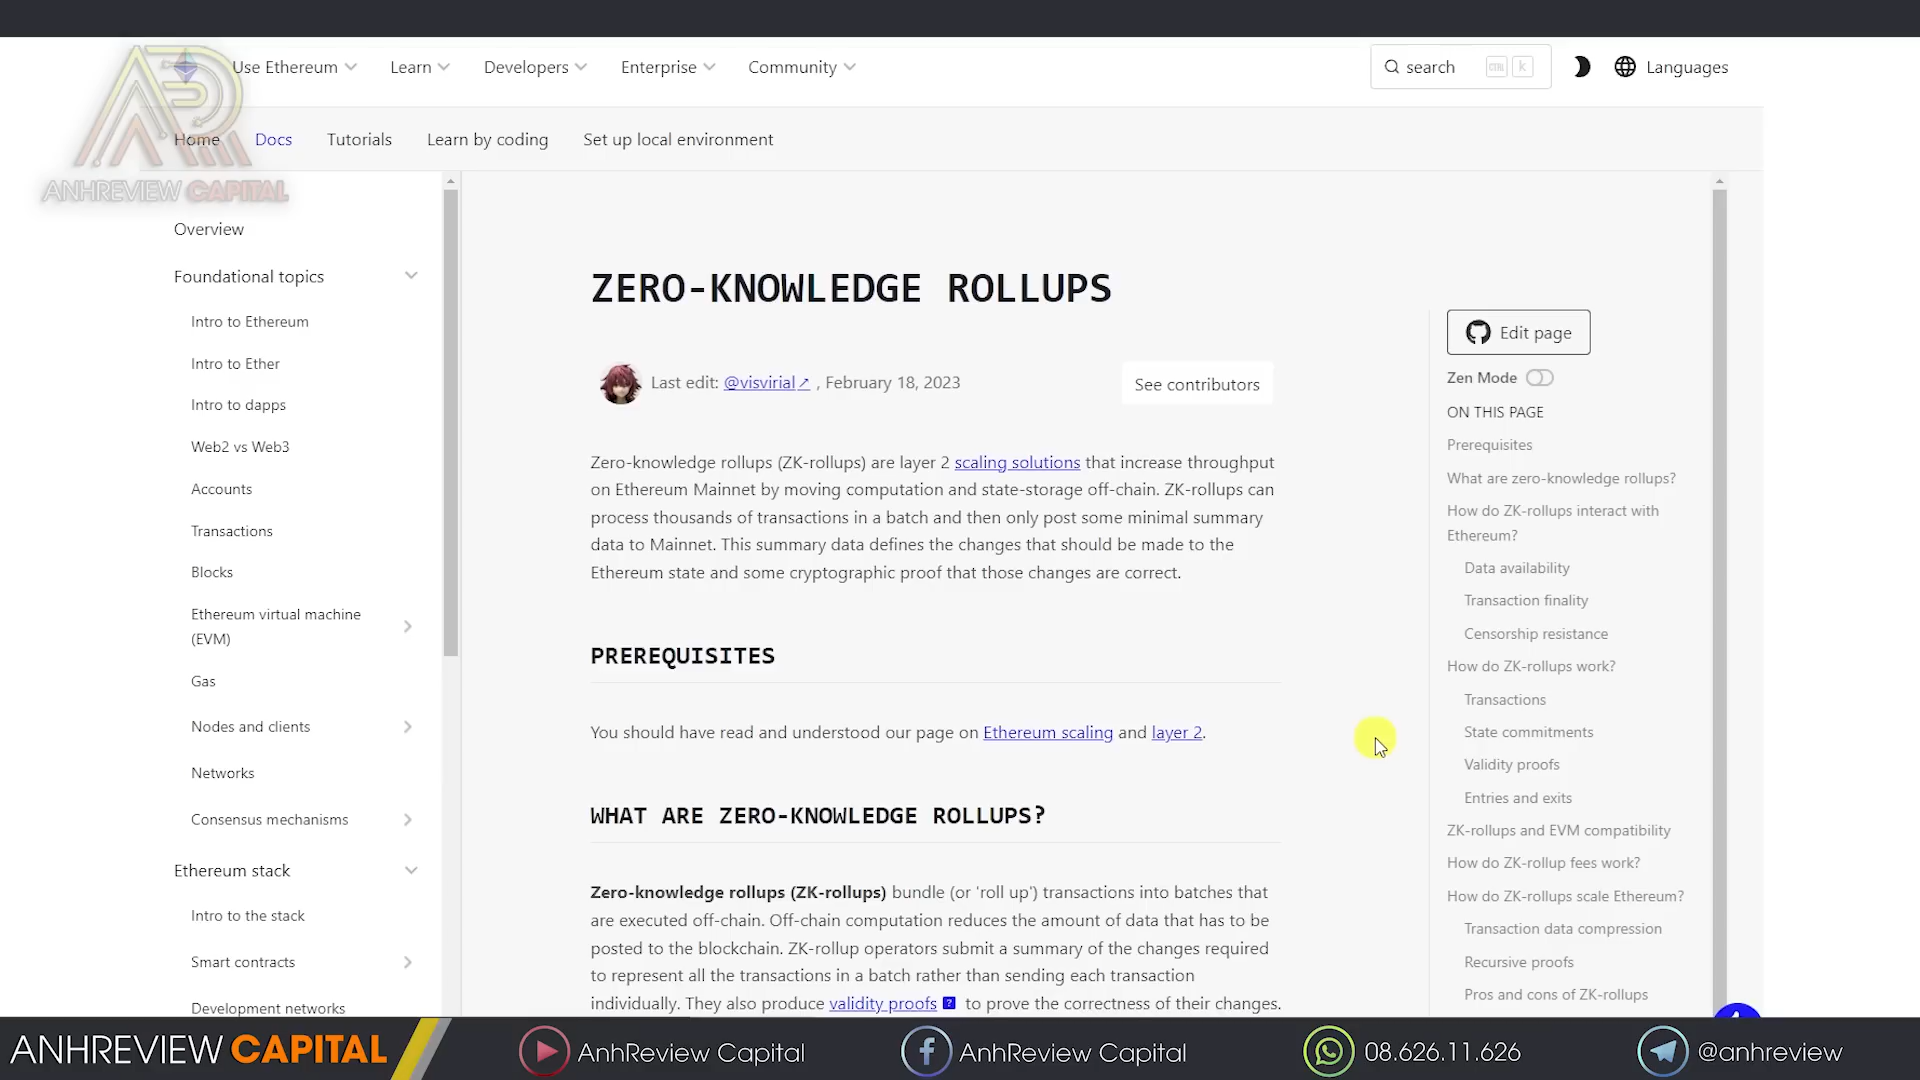 Use Ethereum
Learn
Developers
Enterprise
Community
search
ctrl
k
Languages
Home
Docs
Tutorials
Learn by coding
Set up local environment
ANHREVIEW CAPITAL
Overview
Foundational topics
Intro to Ethereum
Intro to Ether
Intro to dapps
Web2 vs Web3
Accounts
Transactions
Blocks
Ethereum virtual machine
(EVM)
Gas
Nodes and clients
Networks
Consensus mechanisms
Ethereum stack
Intro to the stack
Smart contracts
Development networks
ZERO-KNOWLEDGE ROLLUPS
Last edit: @visvirial↗ , February 18, 2023
See contributors
Zero-knowledge rollups (ZK-rollups) are layer 2 scaling solutions that increase throughput
on Ethereum Mainnet by moving computation and state-storage off-chain. ZK-rollups can
process thousands of transactions in a batch and then only post some minimal summary
data to Mainnet. This summary data defines the changes that should be made to the
Ethereum state and some cryptographic proof that those changes are correct.
PREREQUISITES
You should have read and understood our page on Ethereum scaling and layer 2.
WHAT ARE ZERO-KNOWLEDGE ROLLUPS?
Zero-knowledge rollups (ZK-rollups) bundle (or 'roll up') transactions into batches that
are executed off-chain. Off-chain computation reduces the amount of data that has to be
posted to the blockchain. ZK-rollup operators submit a summary of the changes required
to represent all the transactions in a batch rather than sending each transaction
individually. They also produce validity proofs ? to prove the correctness of their changes.
Edit page
Zen Mode
ON THIS PAGE
Prerequisites
What are zero-knowledge rollups?
How do ZK-rollups interact with
Ethereum?
Data availability
Transaction finality
Censorship resistance
How do ZK-rollups work?
Transactions
State commitments
Validity proofs
Entries and exits
ZK-rollups and EVM compatibility
How do ZK-rollup fees work?
How do ZK-rollups scale Ethereum?
Transaction data compression
Recursive proofs
Pros and cons of ZK-rollups
ANHREVIEW CAPITAL
AnhReview Capital
AnhReview Capital
08.626.11.626
@anhreview